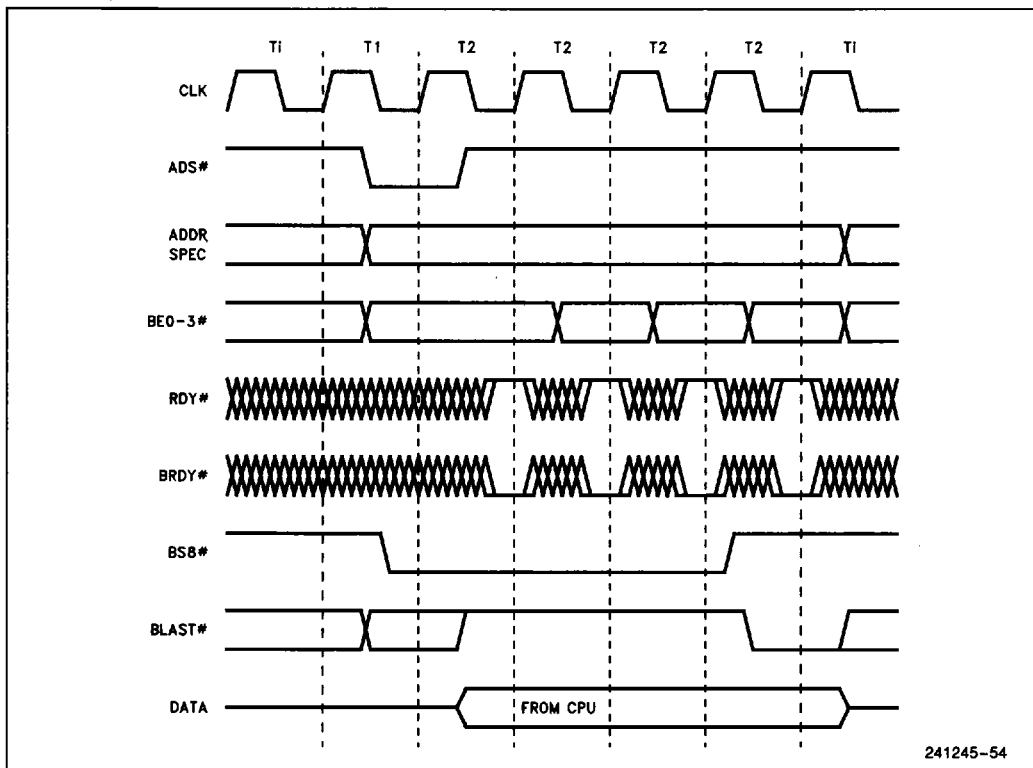 Ti T1 T2 T2 T2 T2 Ti
CLK
ADS#
ADDR
SPEC
BE0-3#
RDY#
BRDY#
BS8#
BLAST#
DATA
FROM CPU
241245-54